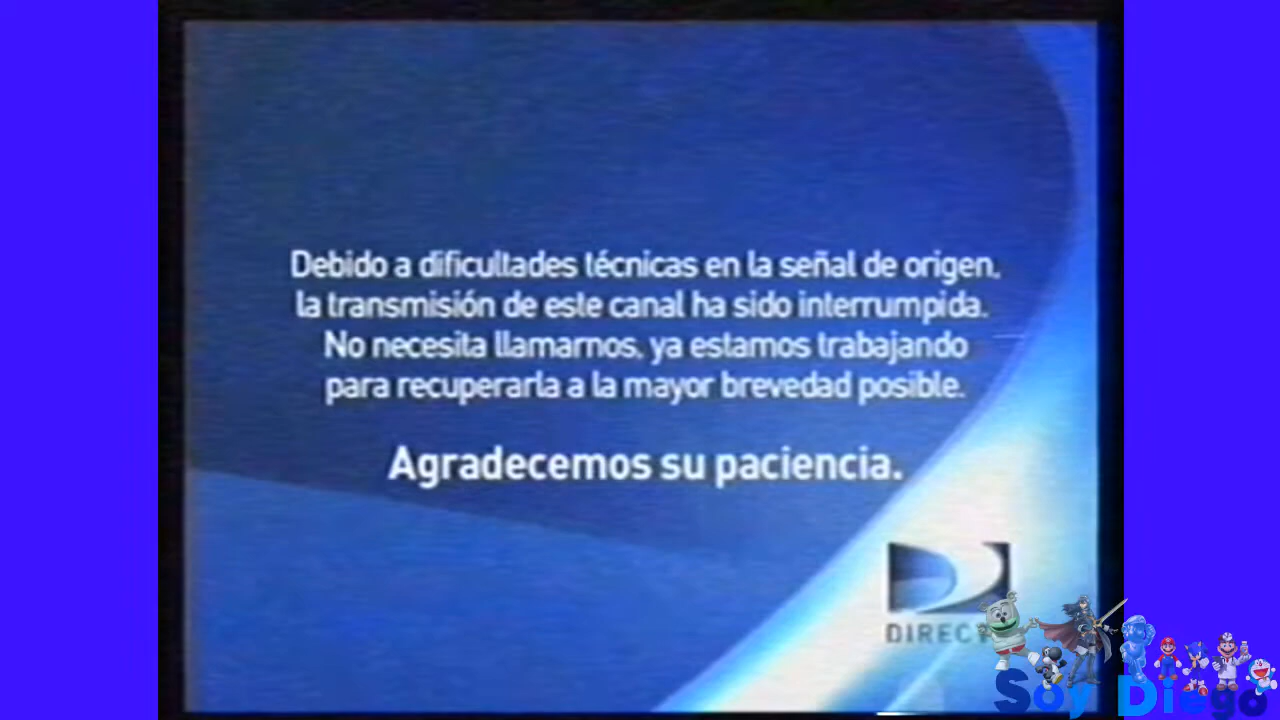 Debido a dificultades técnicas en la señal de origen,
la transmisión de este canal ha sido interrumpida.
No necesita llamarnos, ya estamos trabajando
para recuperarla a la mayor brevedad posible.
Agradecemos su paciencia.
DIRECT
Soy Diego